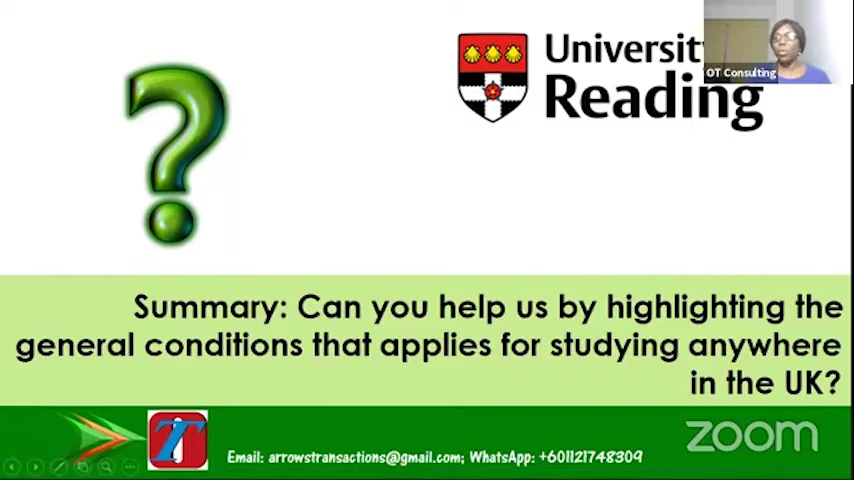 University
Reading
OT Consulting
Summary: Can you help us by highlighting the
general conditions that applies for studying anywhere
in the UK?
T
Email: arrowstransactions@gmail.com; WhatsApp: +601121748309
zoom